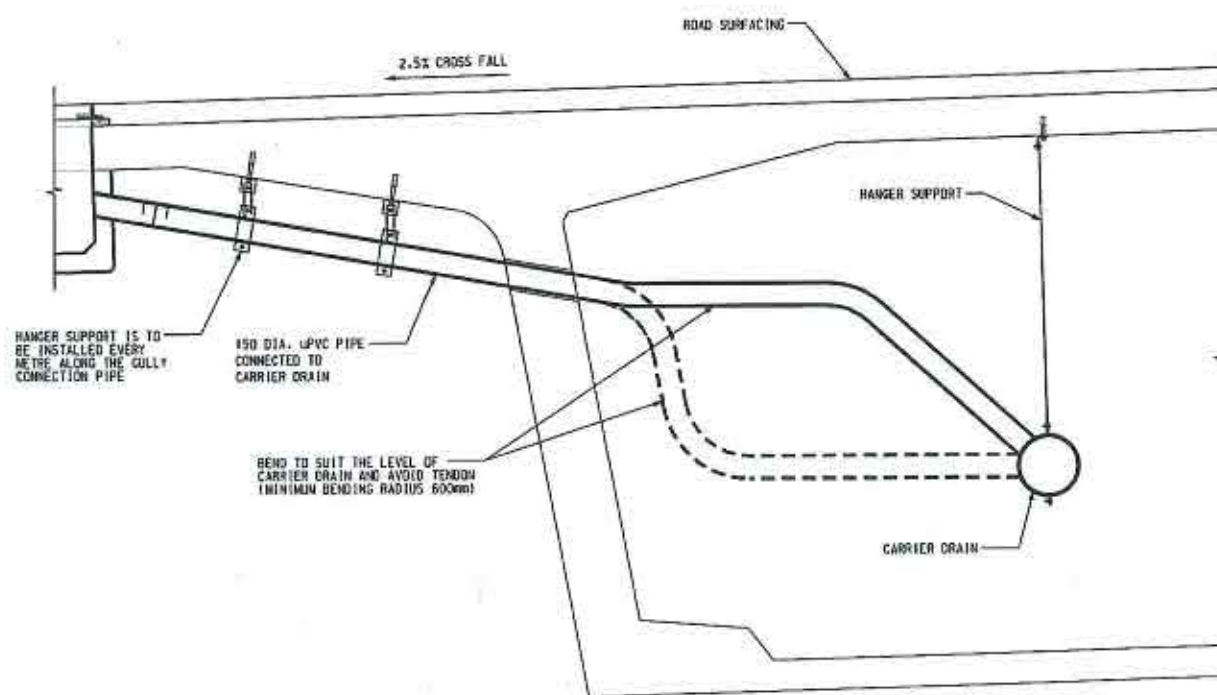 ROAD SURFACING
2.5% CROSS FALL
HANGER SUPPORT
HANGER SUPPORT IS TO
BE INSTALLED EVERY
METRE ALONG THE GULLY
CONNECTION PIPE
150 DIA. uPVC PIPE
CONNECTED TO
CARRIER DRAIN
BEND TO SUIT THE LEVEL OF
CARRIER DRAIN AND AVOID TENDON
(MINIMUM BENDING RADIUS 600mm)
CARRIER DRAIN